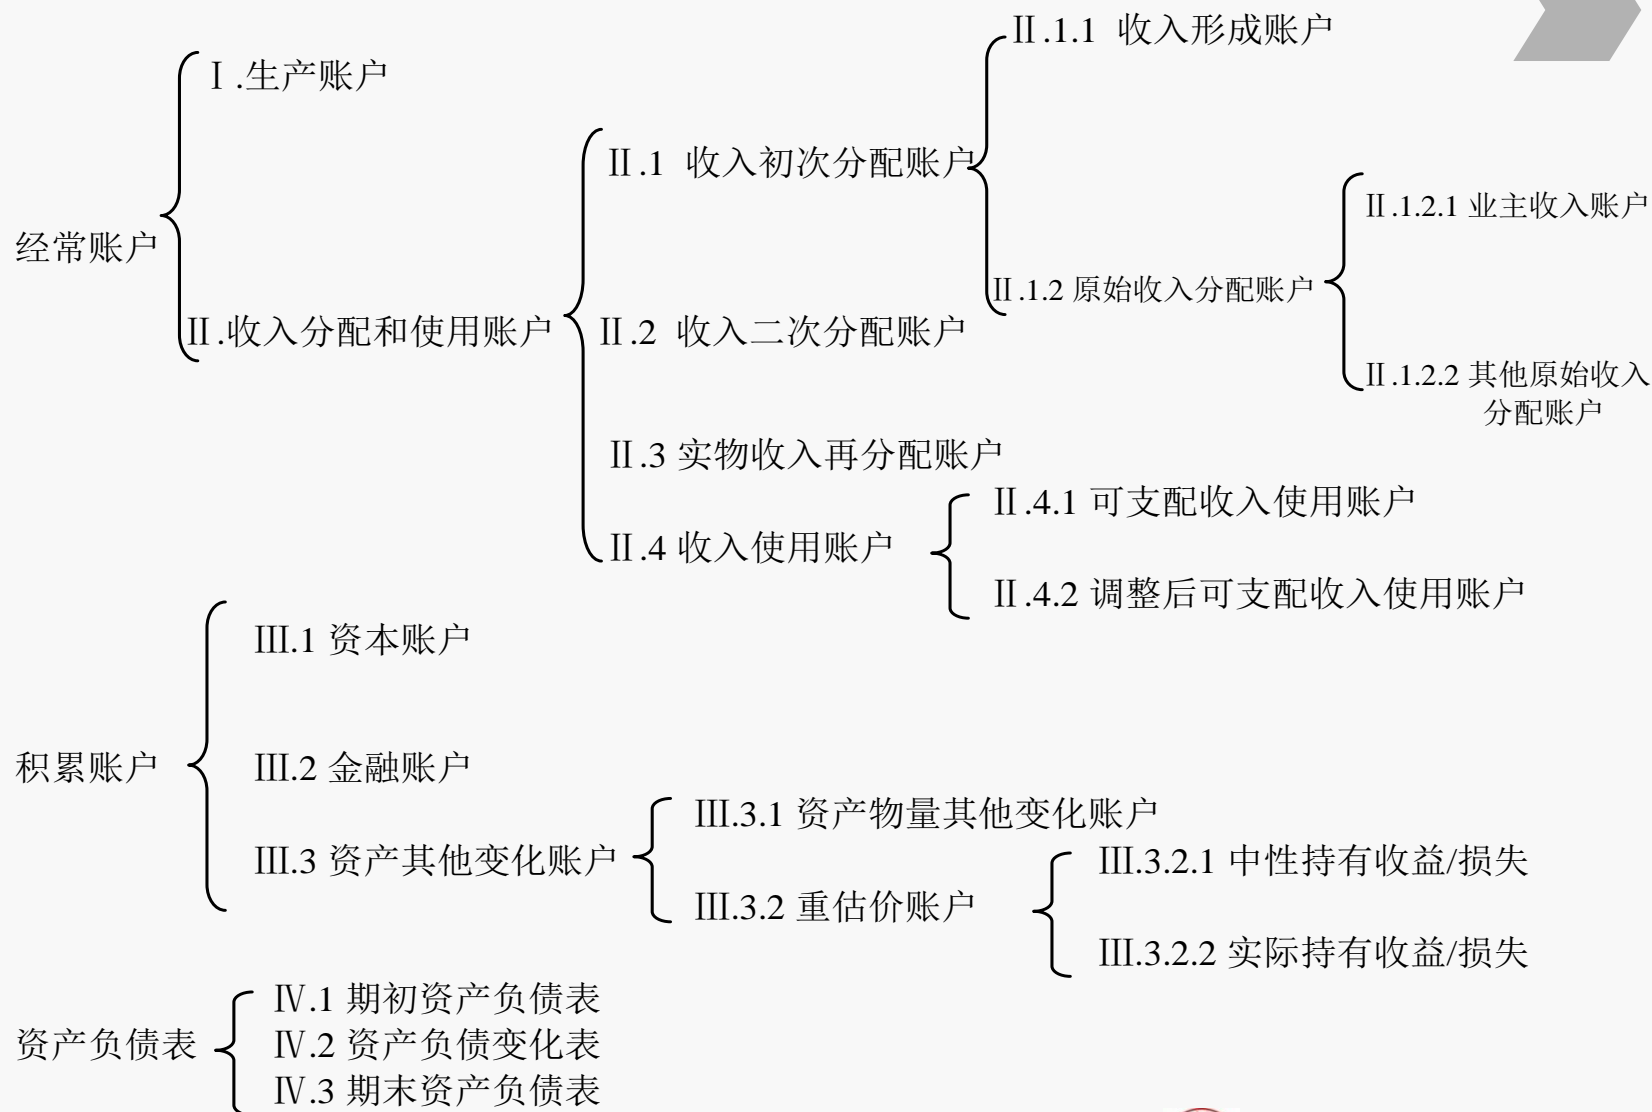 Ⅱ.1.1 收入形成账户
Ⅰ.生产账户
Ⅱ.1 收入初次分配账户
Ⅱ.1.2.1 业主收入账户
经常账户
Ⅱ.1.2 原始收入分配账户
Ⅱ.收入分配和使用账户
Ⅱ.2 收入二次分配账户
Ⅱ.1.2.2 其他原始收入
分配账户
Ⅱ.3 实物收入再分配账户
Ⅱ.4.1 可支配收入使用账户
Ⅱ.4 收入使用账户
Ⅱ.4.2 调整后可支配收入使用账户
Ⅲ.1 资本账户
积累账户
Ⅲ.2 金融账户
Ⅲ.3.1 资产物量其他变化账户
Ⅲ.3 资产其他变化账户
Ⅲ.3.2.1 中性持有收益/损失
Ⅲ.3.2 重估价账户
Ⅲ.3.2.2 实际持有收益/损失
Ⅳ.1 期初资产负债表
资产负债表
Ⅳ.2 资产负债变化表
Ⅳ.3 期末资产负债表